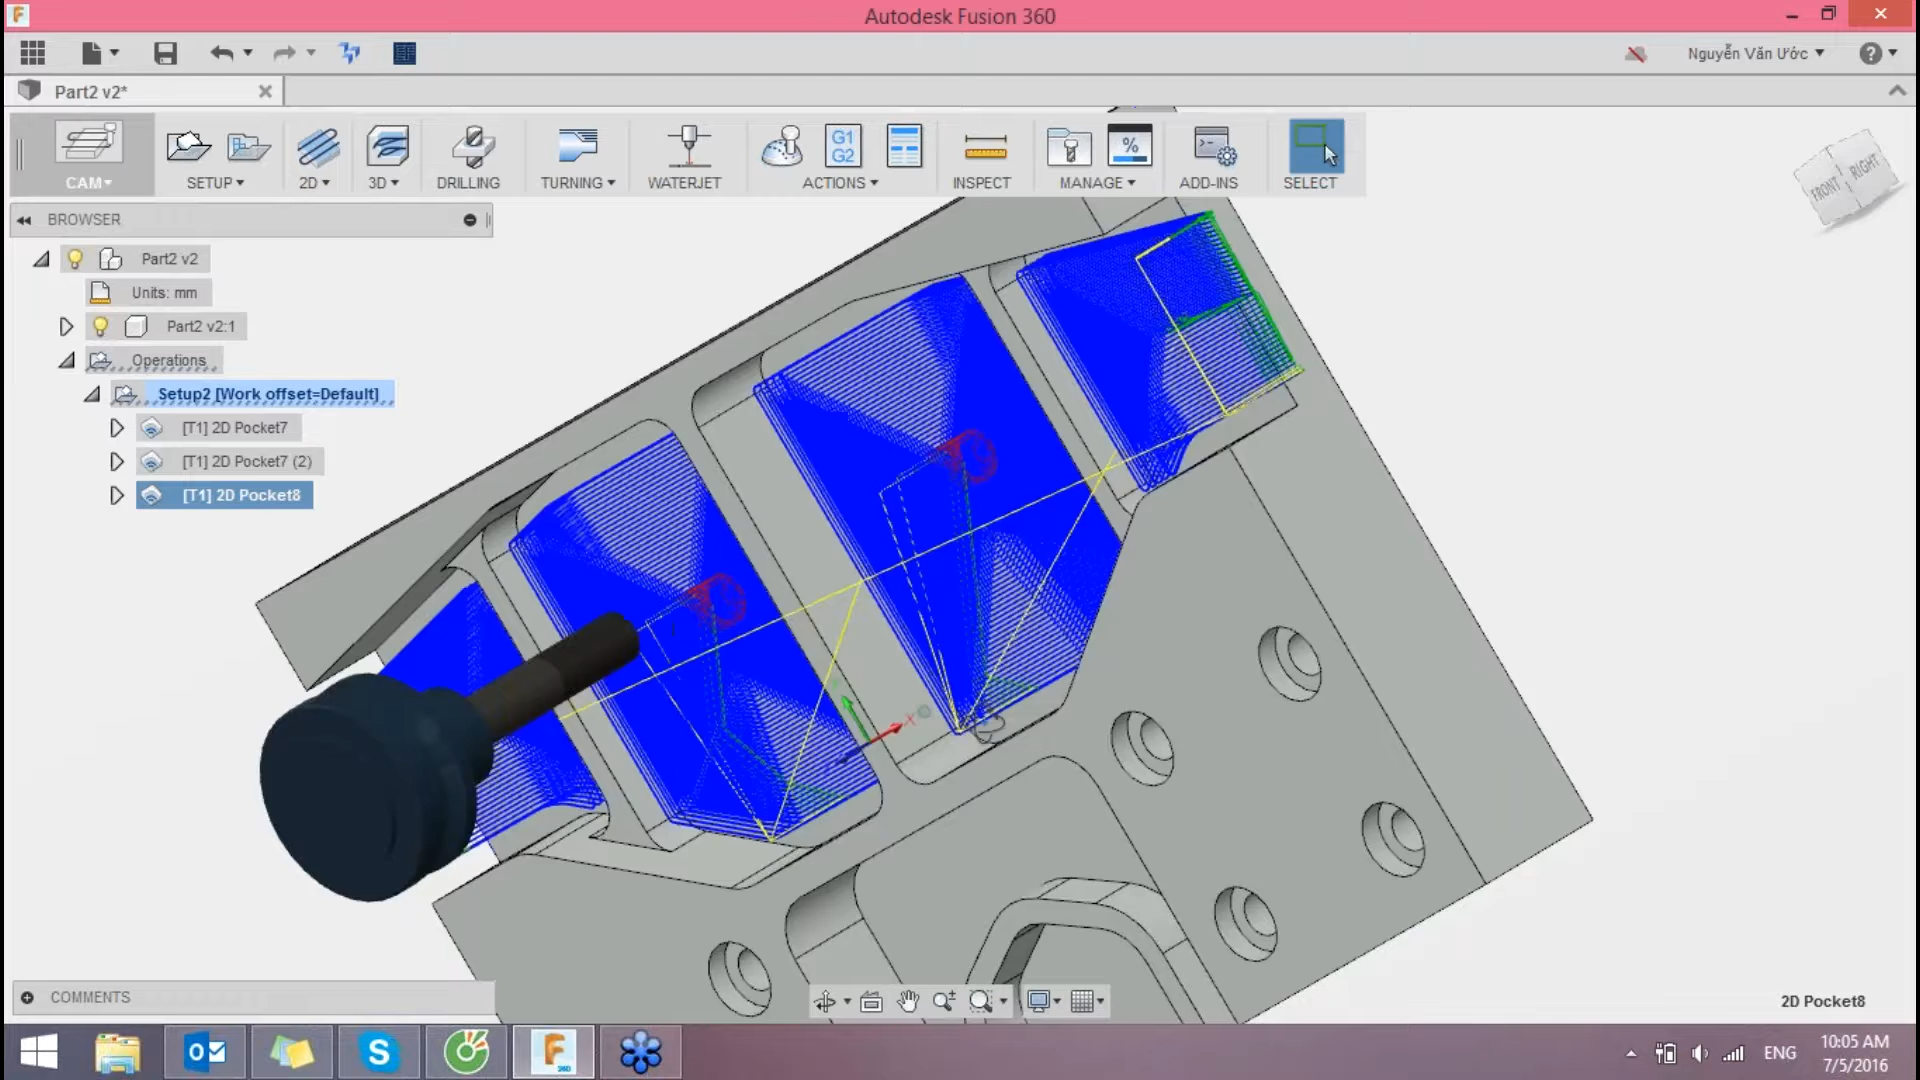 Autodesk Fusion 360
Nguyễn Văn Ước
Part2 v2*
CAM
SETUP
2D
3D
DRILLING
TURNING
WATERJET
G1
G2
ACTIONS
INSPECT
%
MANAGE
ADD-INS
SELECT
FRONT
RIGHT
BROWSER
Part2 v2
Units: mm
Part2 v2:1
Operations
Setup2 [Work offset=Default]
[T1] 2D Pocket7
[T1] 2D Pocket7 (2)
[T1] 2D Pocket8
X
COMMENTS
2D Pocket8
ENG
10:05 AM
7/5/2016